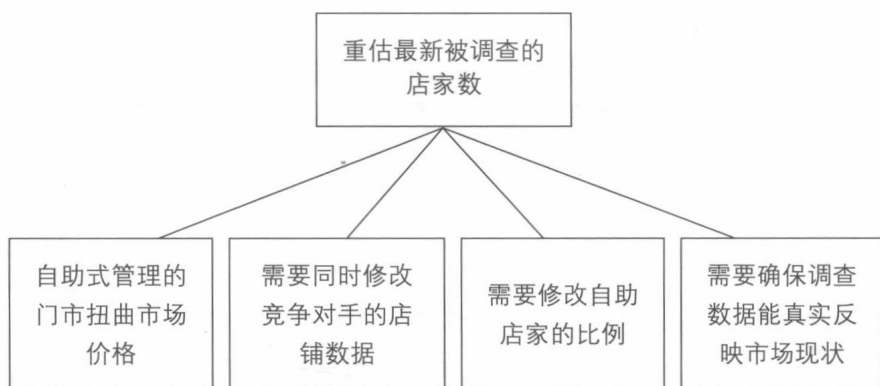 重估最新被调查的
店家数
自助式管理的
门市扭曲市场
价格
需要同时修改
竞争对手的店
铺数据
需要修改自助
店家的比例
需要确保调查
数据能真实反
映市场现状